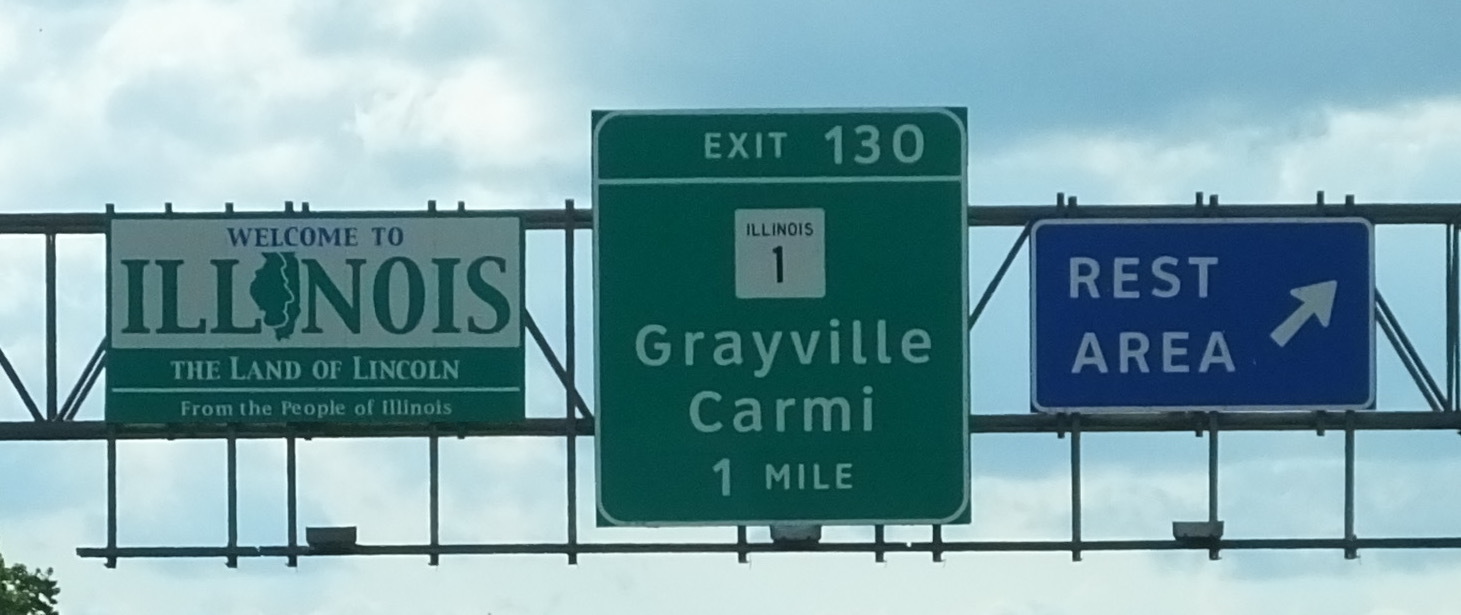 WELCOME TO
ILLINOIS
THE LAND OF LINCOLN
From the People of Illinois
EXIT 130
ILLINOIS
1
Grayville
Carmi
1 MILE
REST
AREA